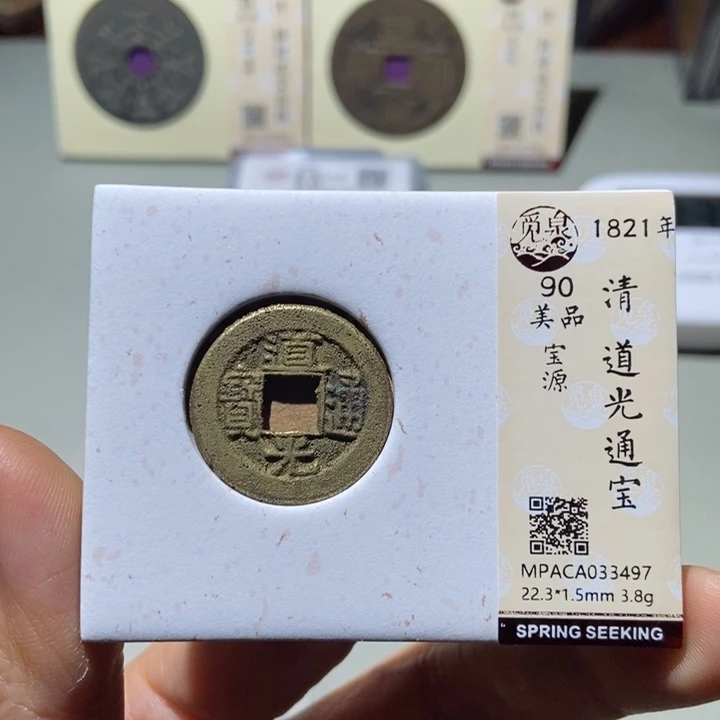 道
光
通
寶
觅泉
1821年
90
美品
宝源
清 道光通宝
MPACA033497
22.3*1.5mm 3.8g
SPRING SEEKING